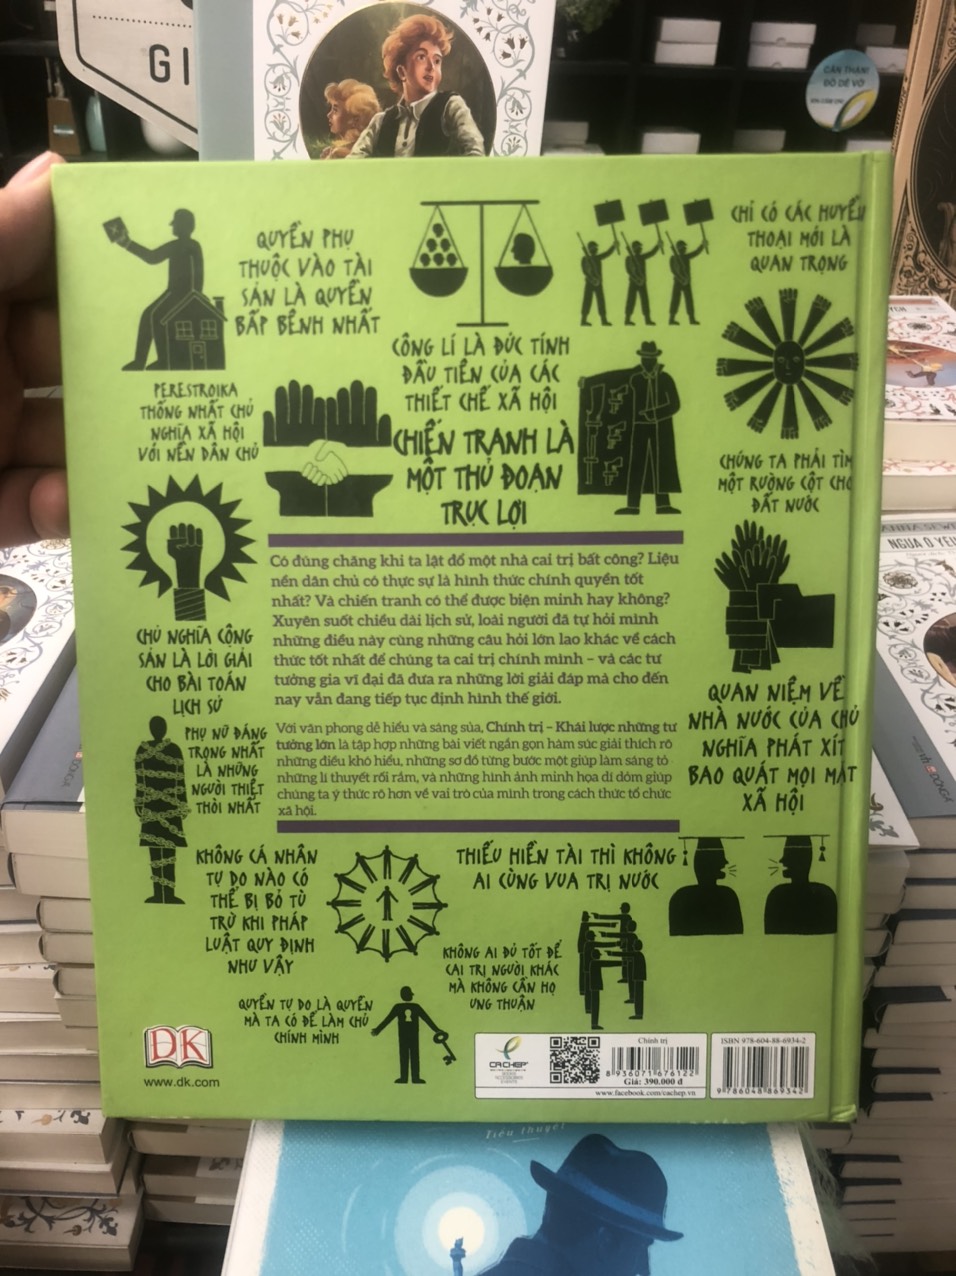 GI
CẨN THẬN!
ĐỒ DỄ VỠ
QUYỀN PHỤ
THUỘC VÀO TÀI
SẢN LÀ QUYỀN
BẤP BÊNH NHẤT
CHỈ CÓ CÁC HUYỀN
THOẠI MỚI LÀ
QUAN TRỌNG
CÔNG LÍ LÀ ĐỨC TÍNH
ĐẦU TIÊN CỦA CÁC
THIẾT CHẾ XÃ HỘI
PERESTROIKA
THỐNG NHẤT CHỦ
NGHĨA XÃ HỘI
VỚI NỀN DÂN CHỦ
CHIẾN TRANH LÀ
MỘT THỦ ĐOẠN
TRỤC LỢI
CHÚNG TA PHẢI TÌM
MỘT RƯỜNG CỘT CHO
ĐẤT NƯỚC
Có đúng chăng khi ta lật đổ một nhà cai trị bất công? Liệu
nền dân chủ có thực sự là hình thức chính quyền tốt
nhất? Và chiến tranh có thể được biện minh hay không?
Xuyên suốt chiều dài lịch sử, loài người đã tự hỏi mình
những điều này cùng những câu hỏi lớn lao khác về cách
thức tốt nhất để chúng ta cai trị chính mình – và các tư
tưởng gia vĩ đại đã đưa ra những lời giải đáp mà cho đến
nay vẫn đang tiếp tục định hình thế giới.
CHỦ NGHĨA CỘNG
SẢN LÀ LỜI GIẢI
CHO BÀI TOÁN
LỊCH SỬ
QUAN NIỆM VỀ
NHÀ NƯỚC CỦA CHỦ
NGHĨA PHÁT XÍT
BAO QUÁT MỌI MẶT
XÃ HỘI
PHỤ NỮ ĐÁNG
TRỌNG NHẤT
LÀ NHỮNG
NGƯỜI THIỆT
THÒI NHẤT
Với văn phong dễ hiểu và sáng sủa, Chính trị – Khái lược những tư
tưởng lớn là tập hợp những bài viết ngắn gọn hàm súc giải thích rõ
những điều khó hiểu, những sơ đồ từng bước một giúp làm sáng tỏ
những lí thuyết rối rắm, và những hình ảnh minh họa dí dỏm giúp
chúng ta ý thức rõ hơn về vai trò của mình trong cách thức tổ chức
xã hội.
KHÔNG CÁ NHÂN
TỰ DO NÀO CÓ
THỂ BỊ BỎ TÙ
TRỪ KHI PHÁP
LUẬT QUY ĐỊNH
NHƯ VẬY
THIẾU HIỀN TÀI THÌ KHÔNG
AI CÙNG VUA TRỊ NƯỚC
KHÔNG AI ĐỦ TỐT ĐỂ
CAI TRỊ NGƯỜI KHÁC
MÀ KHÔNG CẦN HỌ
ƯNG THUẬN
QUYỀN TỰ DO LÀ QUYỀN
MÀ TA CÓ ĐỂ LÀM CHỦ
CHÍNH MÌNH
DK
www.dk.com
CÁ CHÉP
Chính trị
8 936071 676122
Giá: 390.000 đ
www.facebook.com/cachep.vn
ISBN 978-604-88-6934-2
9 786048 869342
Tiểu thuyết